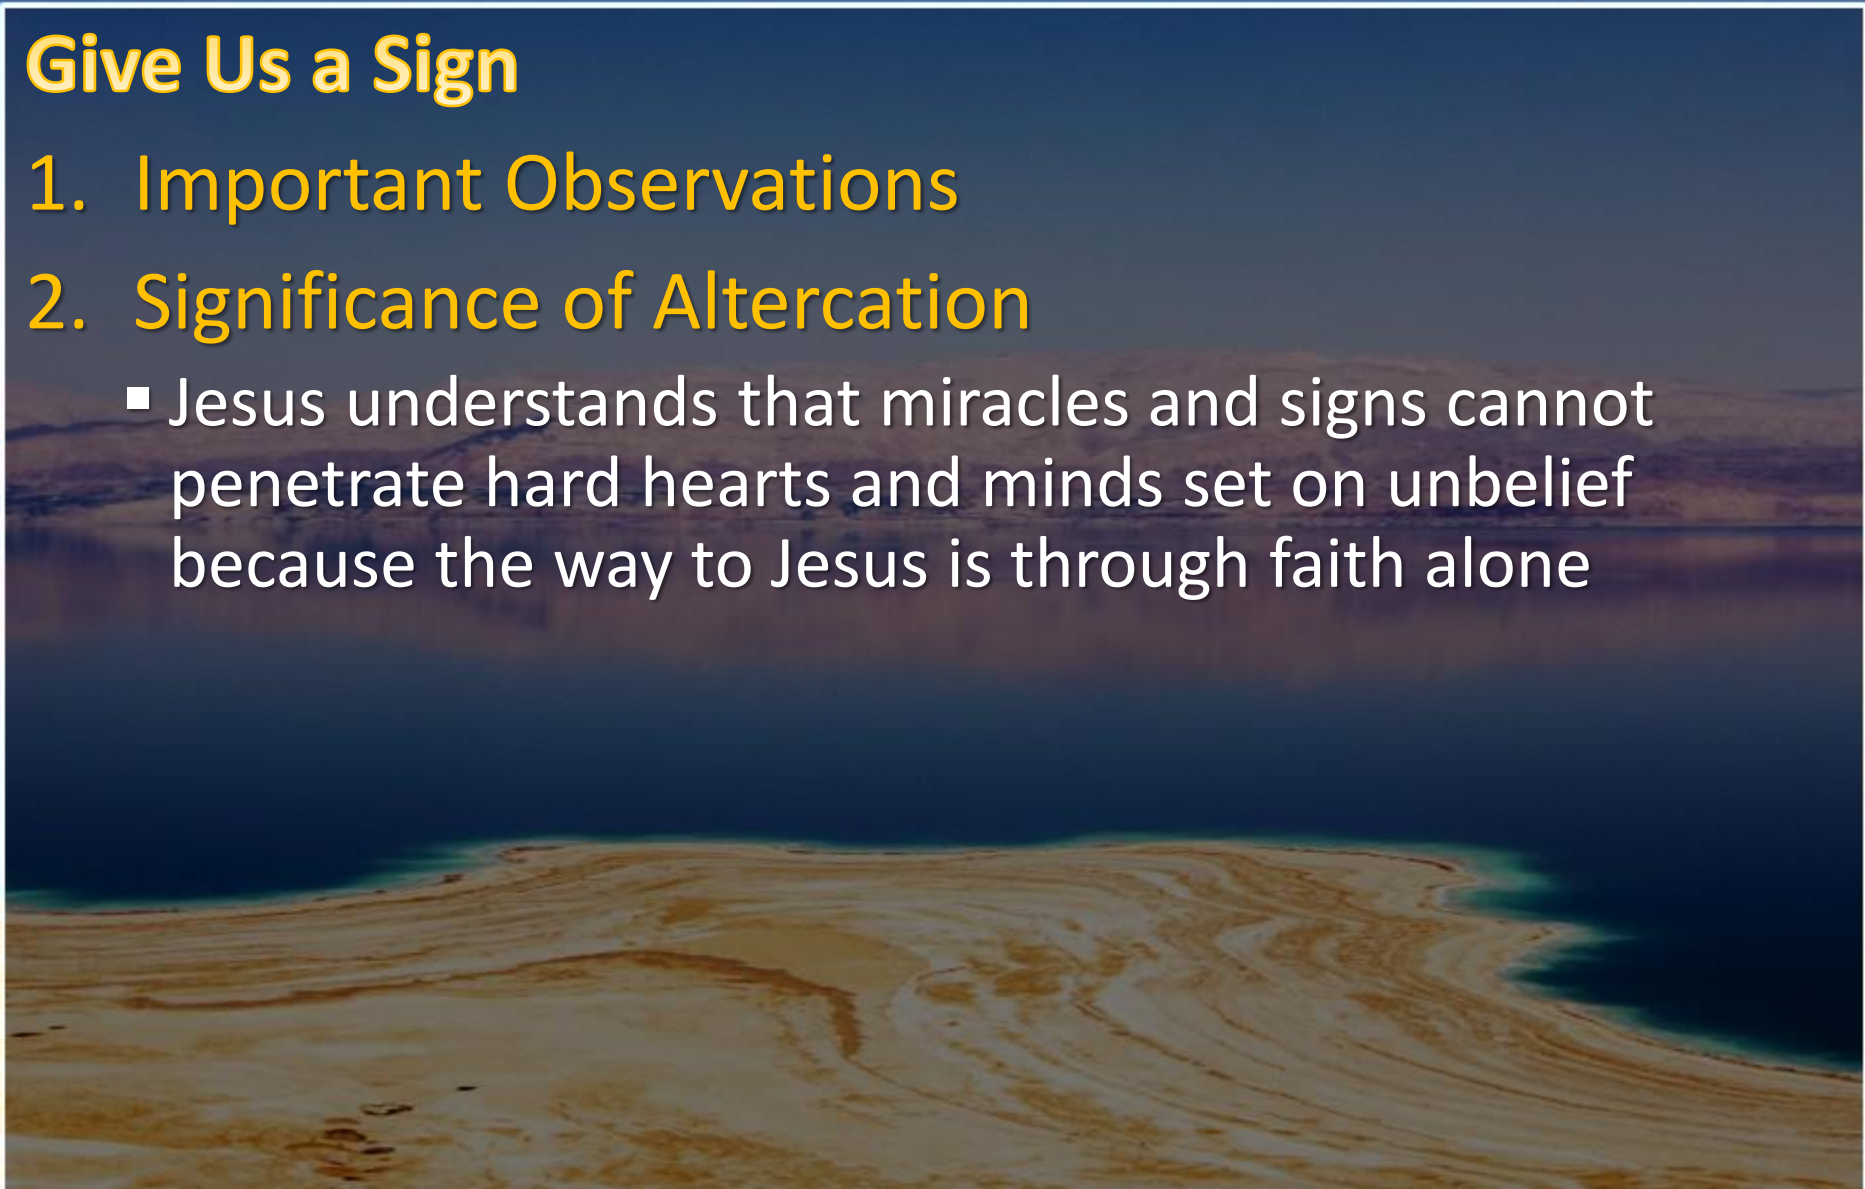 Give Us a Sign
1. Important Observations
2. Significance of Altercation
▪ Jesus understands that miracles and signs cannot
penetrate hard hearts and minds set on unbelief
because the way to Jesus is through faith alone